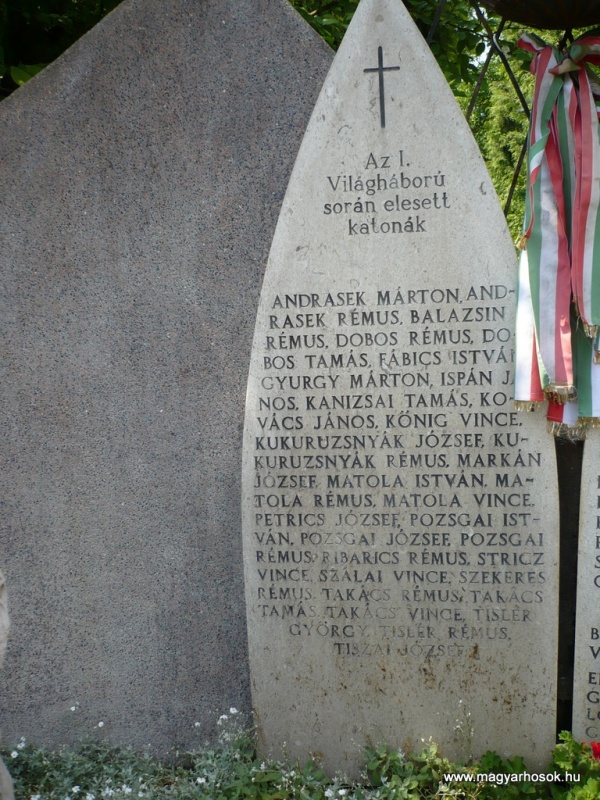 Az I.
Világháború
során elesett
katonák
ANDRASEK MÁRTON, AND-
RASEK RÉMUS, BALAZSIN
RÉMUS, DOBOS RÉMUS, DO-
BOS TAMÁS, FÁBICS ISTVÁN
GYURGY MÁRTON, ISPÁN JÁ
NOS, KANIZSAI TAMÁS, KO-
VÁCS JÁNOS, KÖNIG VINCE,
KUKURUZSNYÁK JÓZSEF, KU-
KURUZSNYÁK RÉMUS, MARKÁN
JÓZSEF, MATOLA ISTVÁN, MA-
TOLA RÉMUS, MATOLA VINCE,
PETRICS JÓZSEF, POZSGAI IST-
VÁN, POZSGAI JÓZSEF, POZSGAI
RÉMUS, RIBARICS RÉMUS, STRICZ
VINCE, SZALAI VINCE, SZEKERES
RÉMUS, TAKÁCS RÉMUS, TAKÁCS
TAMÁS, TAKÁCS VINCE, TISLÉR
GYÖRGY, TISLÉR RÉMUS,
TISZAI JÓZSEF
www.magyarhosok.hu